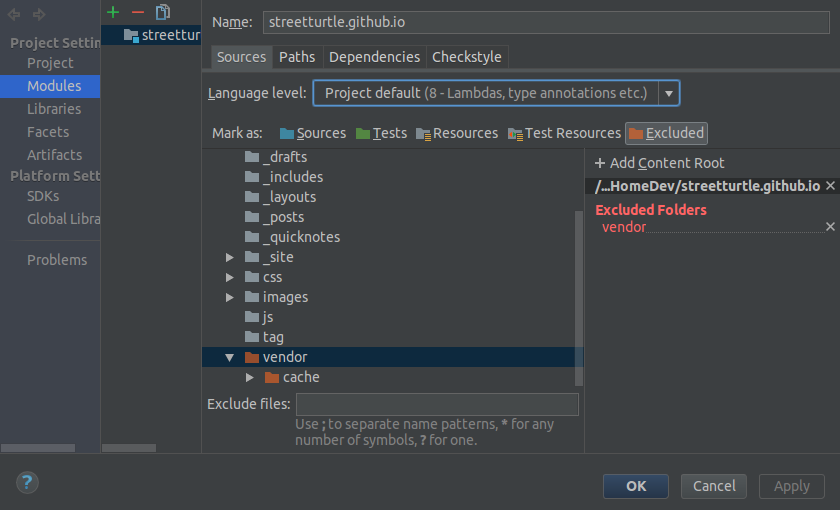 Name: streetturtle.github.io
Project Settin
Project
Modules
Libraries
Facets
Artifacts
Platform Sett
SDKs
Global Libra
Problems
streettur
Sources Paths Dependencies Checkstyle
Language level: Project default (8 - Lambdas, type annotations etc.)
Mark as: Sources Tests Resources Test Resources Excluded
_drafts
_includes
_layouts
_posts
_quicknotes
_site
css
images
js
tag
vendor
cache
Exclude files:
Use ; to separate name patterns, * for any
number of symbols, ? for one.
+ Add Content Root
/...HomeDev/streetturtle.github.io ×
Excluded Folders
vendor ×
? OK Cancel Apply